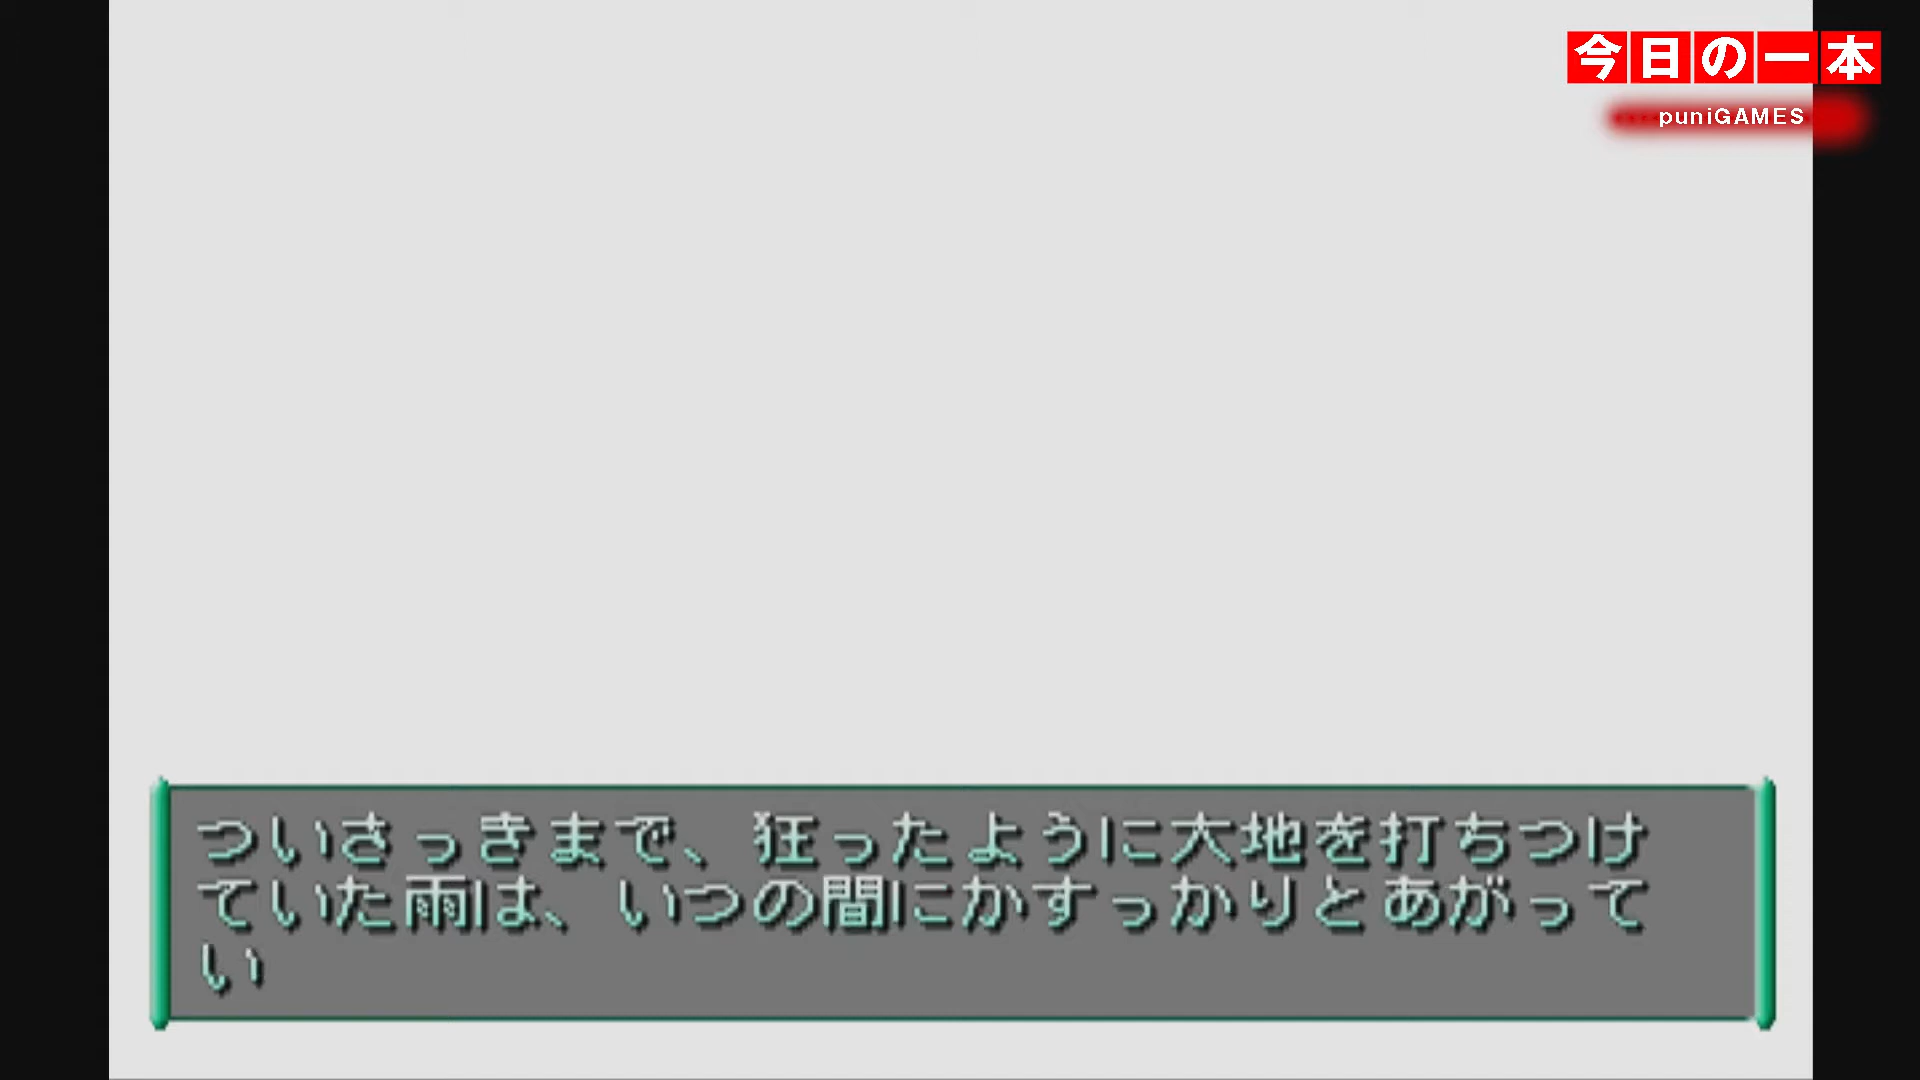 今日の一本
puniGAMES
ついさっきまで、狂ったように大地を打ちつけ
ていた雨は、いつの間にかすっかりとあがって
い